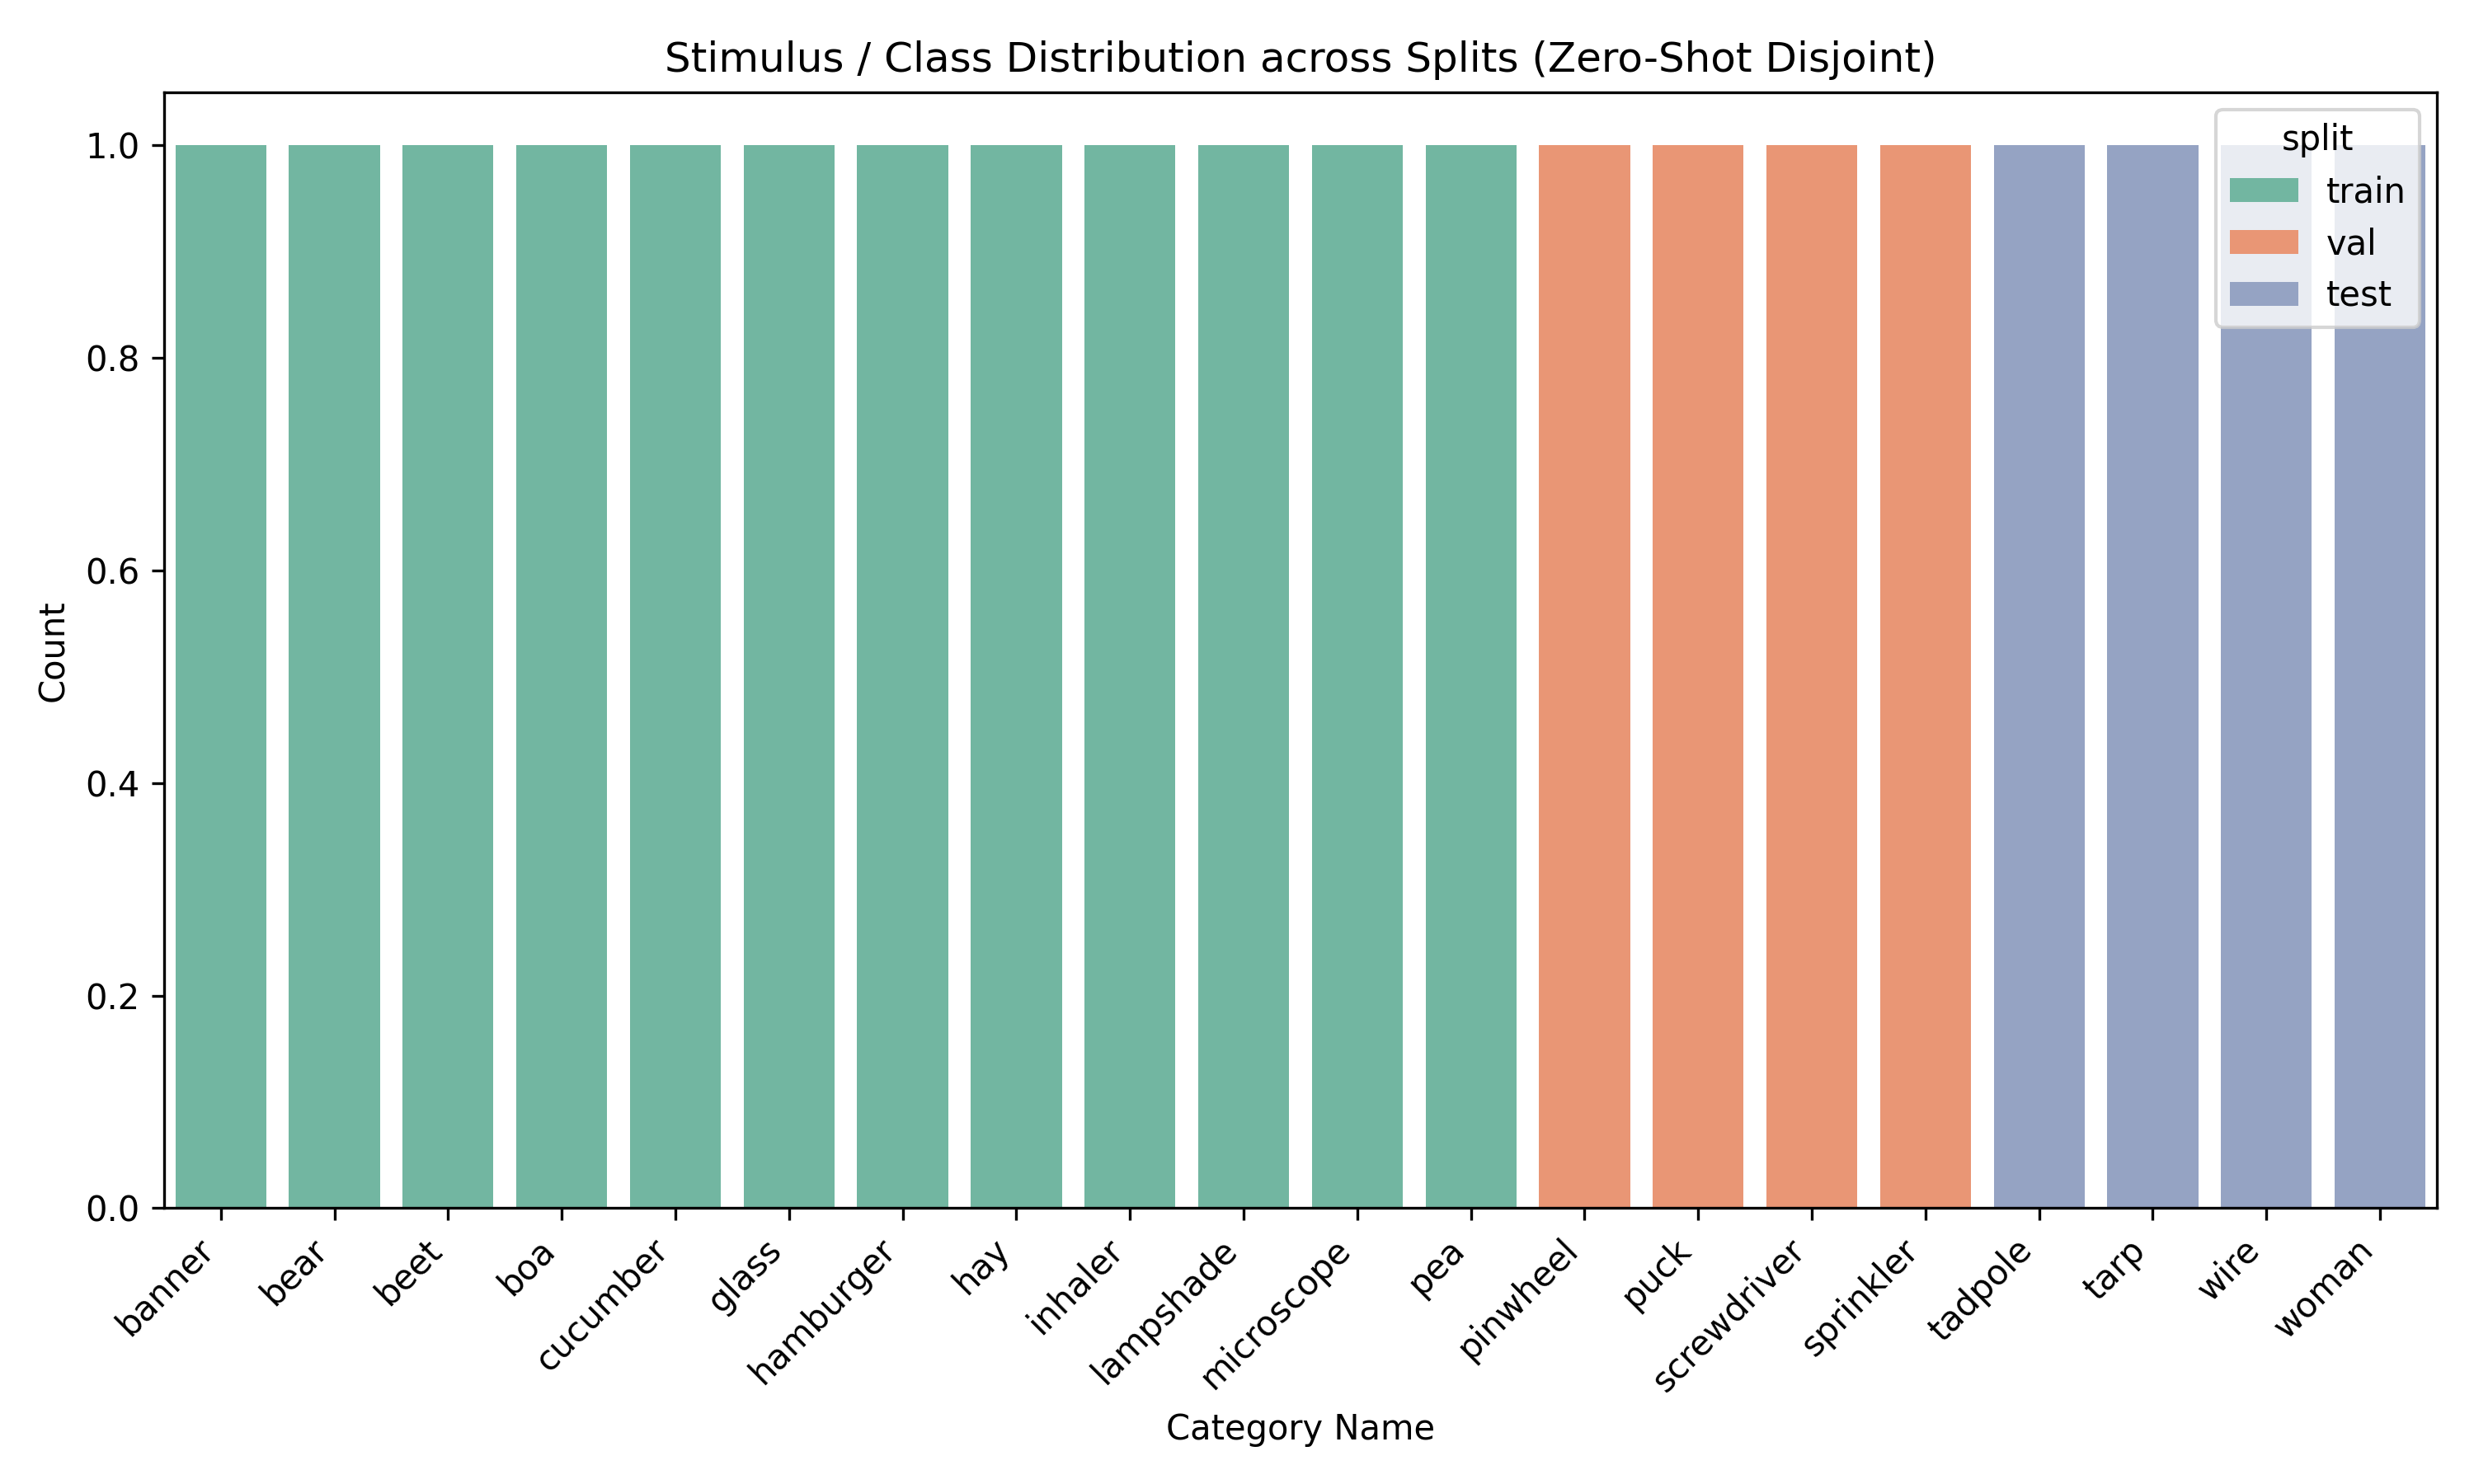 Stimulus / Class Distribution across Splits (Zero-Shot Disjoint)
split
train
val
test
1.0
0.8
0.6
0.4
0.2
0.0
Count
banner
bear
beet
boa
cucumber
glass
hamburger
hay
inhaler
lampshade
microscope
pea
pinwheel
puck
screwdriver
sprinkler
tadpole
tarp
wire
woman
Category Name